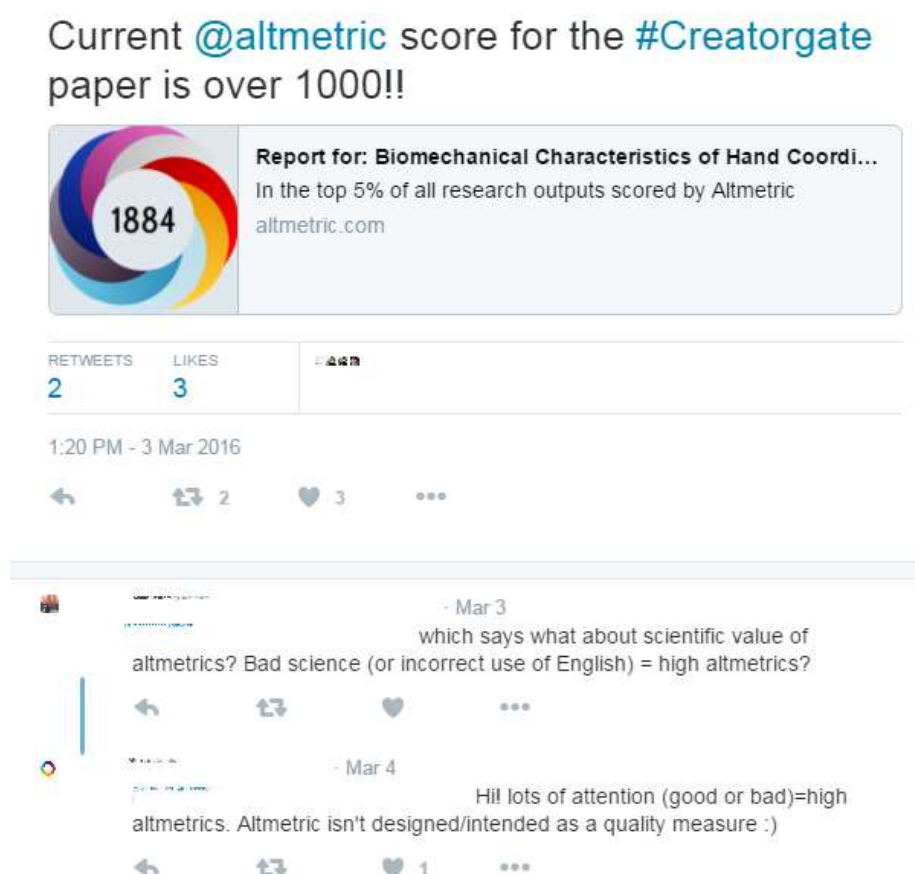 Current @altmetric score for the #Creatorgate
paper is over 1000!!
1884
Report for: Biomechanical Characteristics of Hand Coordi...
In the top 5% of all research outputs scored by Altmetric
altmetric.com
RETWEETS LIKES
2 3
1:20 PM - 3 Mar 2016
2 3
· Mar 3
which says what about scientific value of
altmetrics? Bad science (or incorrect use of English) = high altmetrics?
· Mar 4
Hi! lots of attention (good or bad)=high
altmetrics. Altmetric isn't designed/intended as a quality measure :)
1